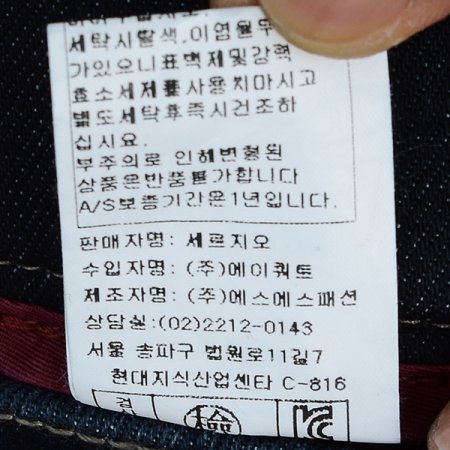 세탁시탈색, 이염월우
가있으니표백제및강력
효소세제를사용치마시고
별도세탁후즉시건조하
십시요.
부주의로 인해변형된
상품은반품불가합니다
A/S보증기간은1년입니다.
판매자명: 세르지오
수입자명: (주)에이쿼트
제조자명: (주)에스에스패션
상담실:(02)2212-0143
서울 송파구 법원로11길7
현대지식산업센타 C-816
檢